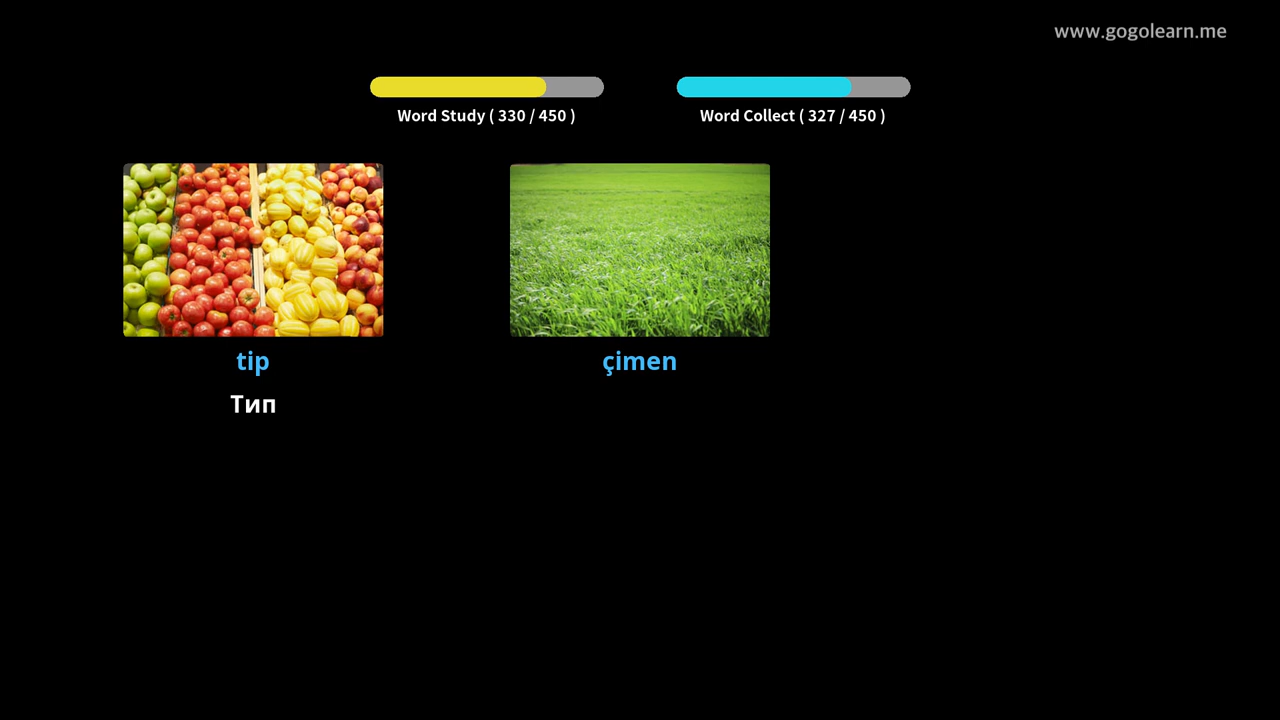 www.gogolearn.me
Word Study ( 330 / 450 )
Word Collect ( 327 / 450 )
tip
çimen
Тип